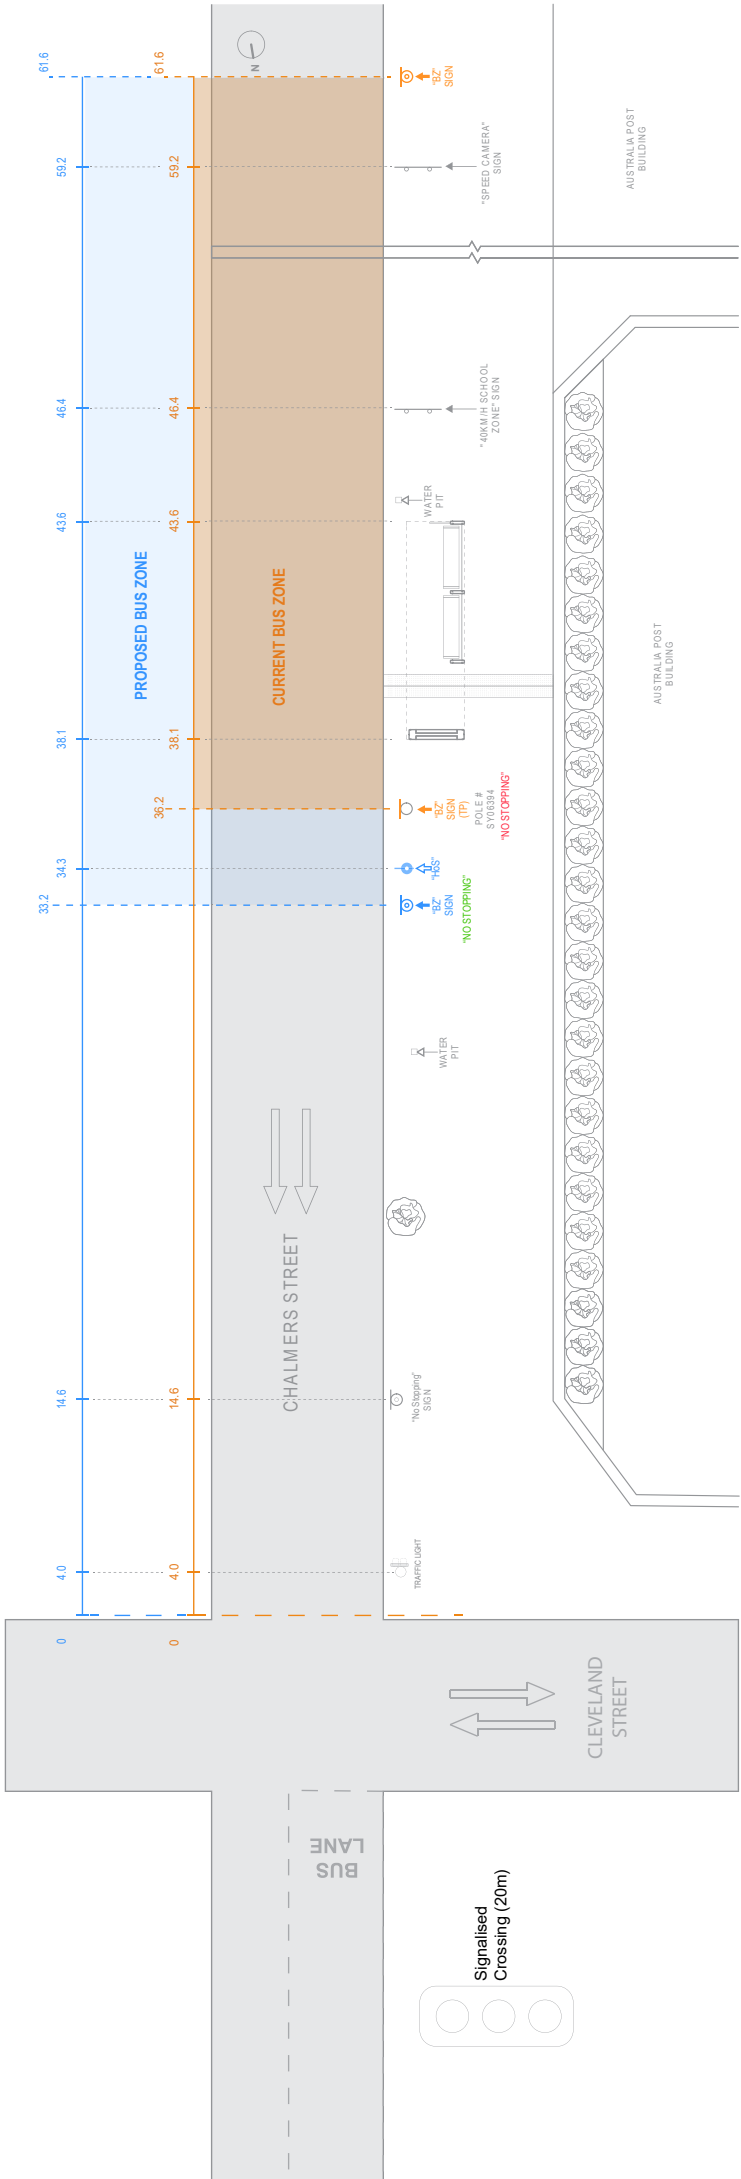 61.6
61.6
N
"BZ"
SIGN
59.2
59.2
"SPEED CAMERA"
SIGN
AUSTRALIA POST
BUILDING
46.4
46.4
"40KM/H SCHOOL
ZONE" SIGN
43.6
43.6
WATER
PIT
PROPOSED BUS ZONE
CURRENT BUS ZONE
AUSTRALIA POST
BUILDING
38.1
38.1
36.2
"BZ"
SIGN
(TP)
POLE #
SY06394
"NO STOPPING"
34.3
"HoS"
33.2
"BZ"
SIGN
"NO STOPPING"
WATER
PIT
CHALMERS STREET
14.6
14.6
"No Stopping"
SIGN
4.0
4.0
TRAFFIC LIGHT
0
0
CLEVELAND
STREET
BUS
LANE
Signalised
Crossing (20m)